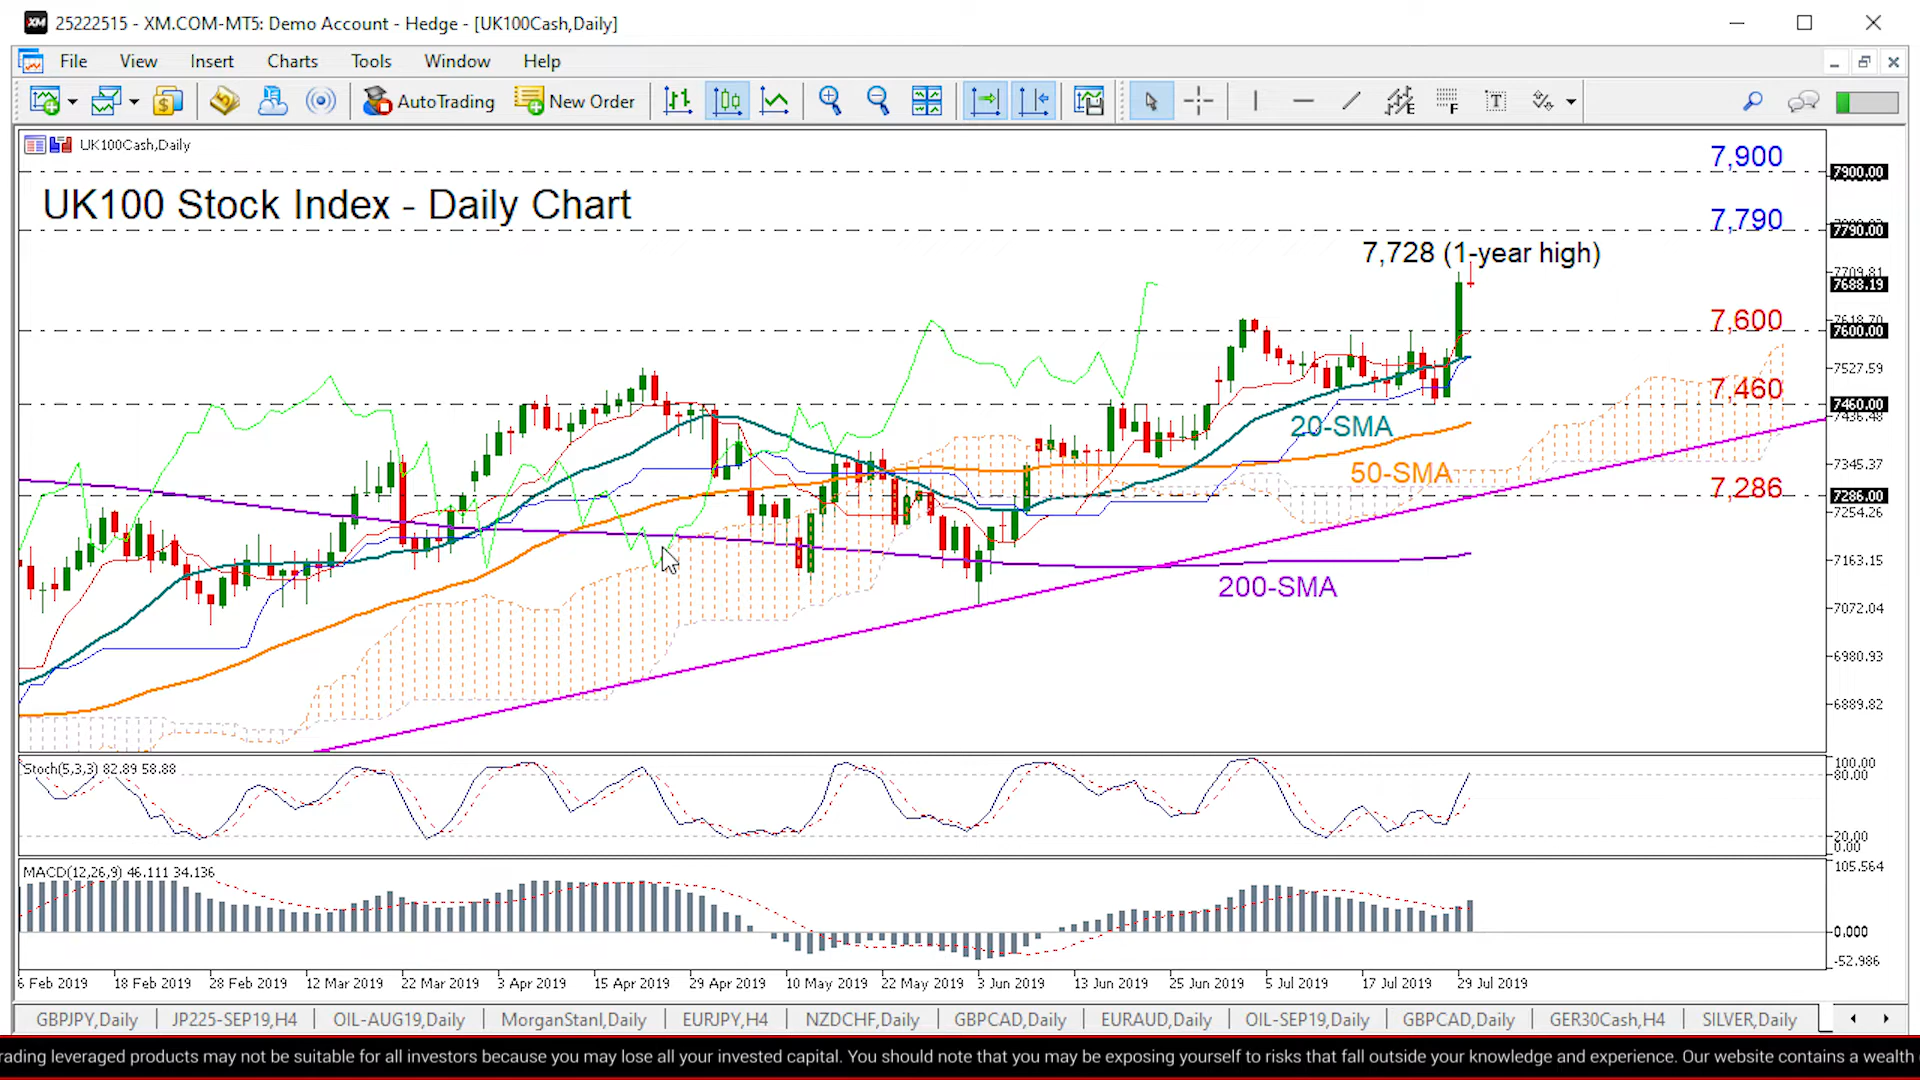 25222515 - XM.COM-MT5: Demo Account - Hedge - [UK100Cash,Daily]
File View Insert Charts Tools Window Help
AutoTrading New Order
UK100Cash,Daily
UK100 Stock Index - Daily Chart
7,900
7,790
7,728 (1-year high)
7,600
7,460
20-SMA
50-SMA
7,286
200-SMA
7900.00
7790.00
7709.81
7688.19
7618.70
7600.00
7527.59
7460.00
7436.48
7345.37
7286.00
7254.26
7163.15
7072.04
6980.93
6889.82
Stoch(5,3,3) 82.89 58.88
100.00
80.00
20.00
0.00
MACD(12,26,9) 46.111 34.136
105.564
0.000
-52.986
6 Feb 2019 18 Feb 2019 28 Feb 2019 12 Mar 2019 22 Mar 2019 3 Apr 2019 15 Apr 2019 29 Apr 2019 10 May 2019 22 May 2019 3 Jun 2019 13 Jun 2019 25 Jun 2019 5 Jul 2019 17 Jul 2019 29 Jul 2019
GBPJPY,Daily JP225-SEP19,H4 OIL-AUG19,Daily MorganStanl,Daily EURJPY,H4 NZDCHF,Daily GBPCAD,Daily EURAUD,Daily OIL-SEP19,Daily GBPCAD,Daily GER30Cash,H4 SILVER,Daily
rading leveraged products may not be suitable for all investors because you may lose all your invested capital. You should note that you may be exposing yourself to risks that fall outside your knowledge and experience. Our website contains a wealth